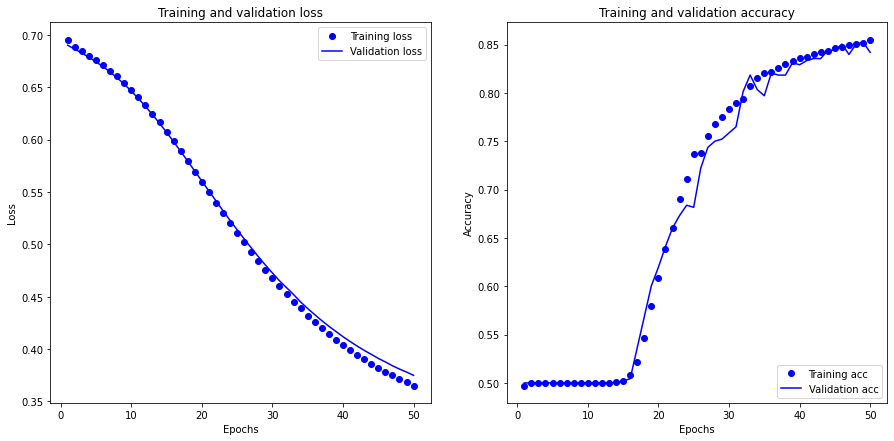 Training and validation loss
Training loss
Validation loss
0.70
0.65
0.60
0.55
0.50
0.45
0.40
0.35
Loss
0
10
20
30
40
50
Epochs
Training and validation accuracy
0.85
0.80
0.75
0.70
0.65
0.60
0.55
0.50
Accuracy
Training acc
Validation acc
0
10
20
30
40
50
Epochs